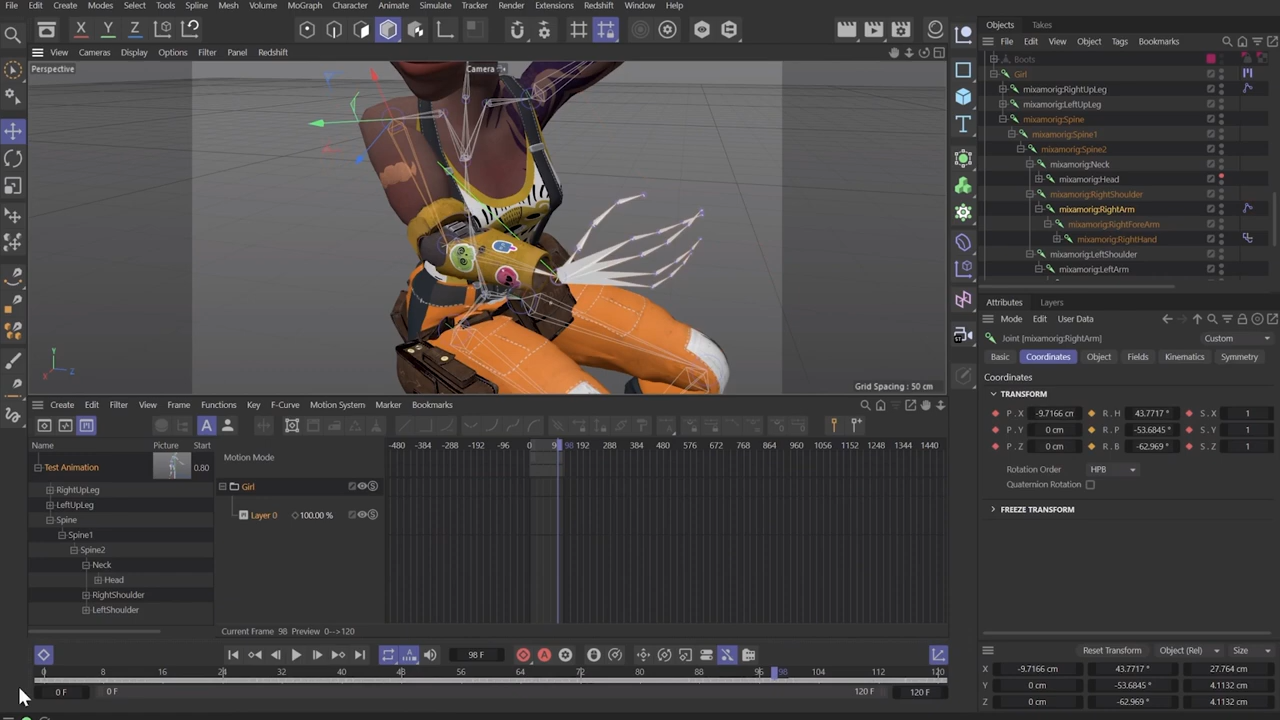 File Edit Create Modes Select Tools Spline Mesh Volume MoGraph Character Animate Simulate Tracker Render Extensions Redshift Window Help
X Y Z
Objects Takes
View Cameras Display Options Filter Panel Redshift
File Edit View Object Tags Bookmarks
Perspective
Camera
Boots
Girl
mixamorig:RightUpLeg
mixamorig:LeftUpLeg
mixamorig:Spine
mixamorig:Spine1
mixamorig:Spine2
mixamorig:Neck
mixamorig:Head
mixamorig:RightShoulder
mixamorig:RightArm
mixamorig:RightForeArm
mixamorig:RightHand
mixamorig:LeftShoulder
mixamorig:LeftArm
Y
Z
Grid Spacing : 50 cm
Attributes Layers
Mode Edit User Data
Joint [mixamorig:RightArm] Custom
Basic Coordinates Object Fields Kinematics Symmetry
Coordinates
TRANSFORM
P . X -9.7166 cm R . H 43.7717 ° S . X 1
P . Y 0 cm R . P -53.6845 ° S . Y 1
P . Z 0 cm R . B -62.969 ° S . Z 1
Rotation Order HPB
Quaternion Rotation
FREEZE TRANSFORM
Create Edit Filter View Frame Functions Key F-Curve Motion System Marker Bookmarks
Name Picture Start
-400 -384 -288 -192 -96 0 98 192 288 384 480 576 672 768 864 960 1056 1152 1248 1344 1440
Motion Mode
Test Animation 0.80
Girl
Layer 0 100.00 %
RightUpLeg
LeftUpLeg
Spine
Spine1
Spine2
Neck
Head
RightShoulder
LeftShoulder
Current Frame 98 Preview 0-->120
98 F
0 24 40 48 56 64 72 80 88 96 98 104 112 120
0 F 0 F 120 F 120 F
Reset Transform Object (Rel) Size
X -9.7166 cm 43.7717 ° 27.764 cm
Y 0 cm -53.6845 ° 4.1132 cm
Z 0 cm -62.969 ° 4.1132 cm